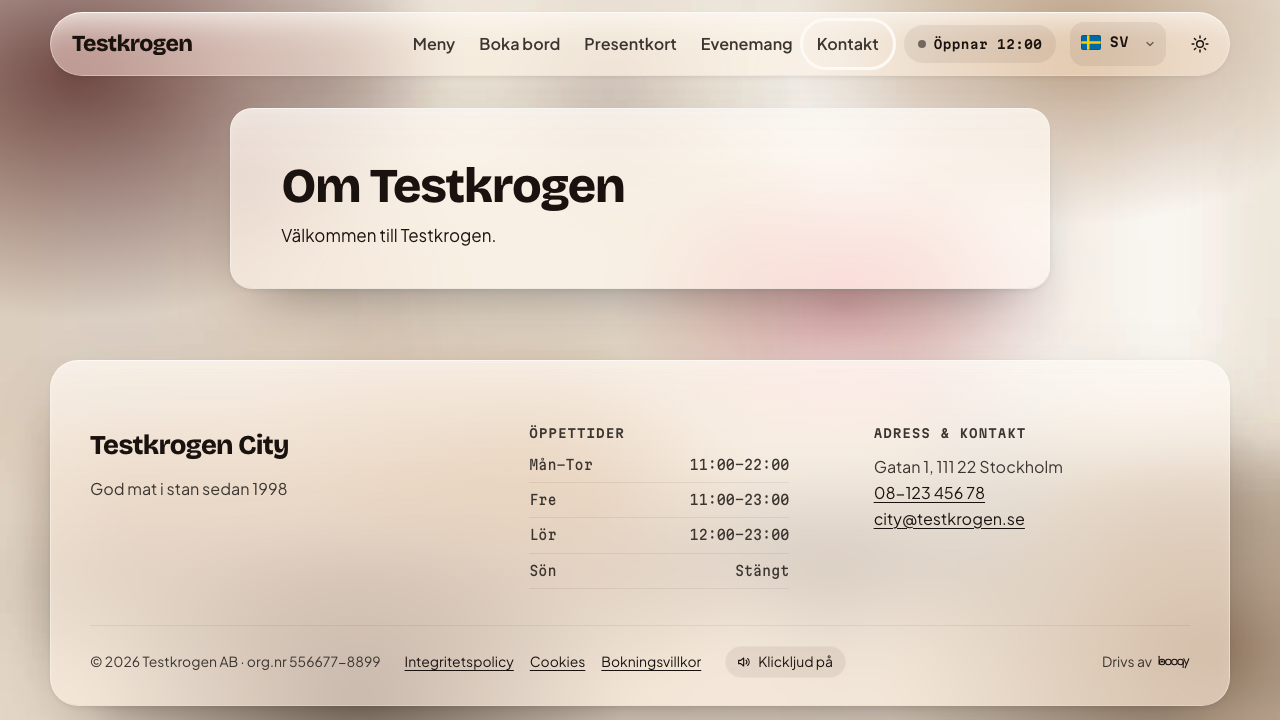 Testkrogen
Meny
Boka bord
Presentkort
Evenemang
Kontakt
Öppnar 12:00
SV
Om Testkrogen
Välkommen till Testkrogen.
Testkrogen City
God mat i stan sedan 1998
ÖPPETTIDER
Mån–Tor 11:00–22:00
Fre 11:00–23:00
Lör 12:00–23:00
Sön Stängt
ADRESS & KONTAKT
Gatan 1, 111 22 Stockholm
08-123 456 78
city@testkrogen.se
© 2026 Testkrogen AB · org.nr 556677-8899
Integritetspolicy
Cookies
Bokningsvillkor
Klickljud på
Drivs av booqy